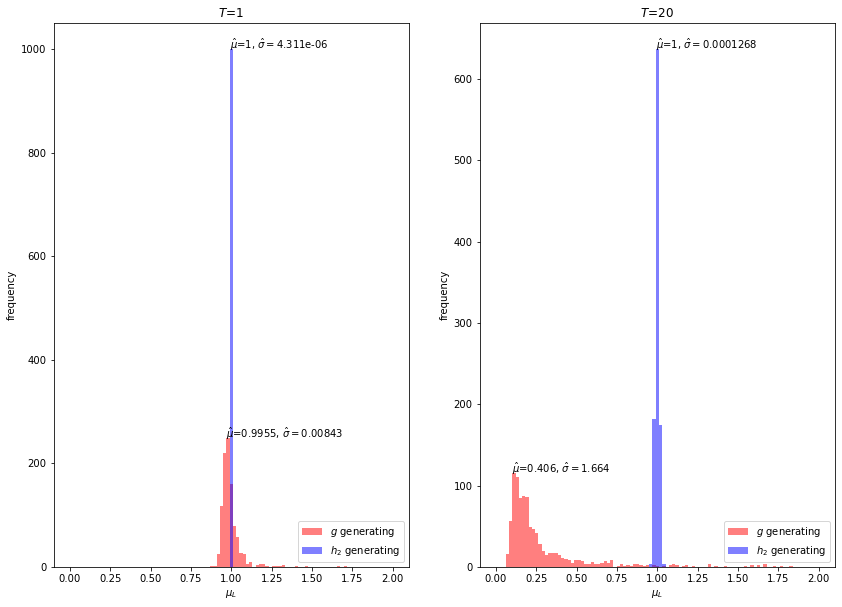 T=1
1000
800
600
400
200
0
frequency
μ̂=1, σ̂ = 4.311e-06
μ̂=0.9955, σ̂ = 0.00843
g generating
h₂ generating
0.00 0.25 0.50 0.75 1.00 1.25 1.50 1.75 2.00
μ_L
T=20
600
500
400
300
200
100
0
frequency
μ̂=1, σ̂ = 0.0001268
μ̂=0.406, σ̂ = 1.664
g generating
h₂ generating
0.00 0.25 0.50 0.75 1.00 1.25 1.50 1.75 2.00
μ_L